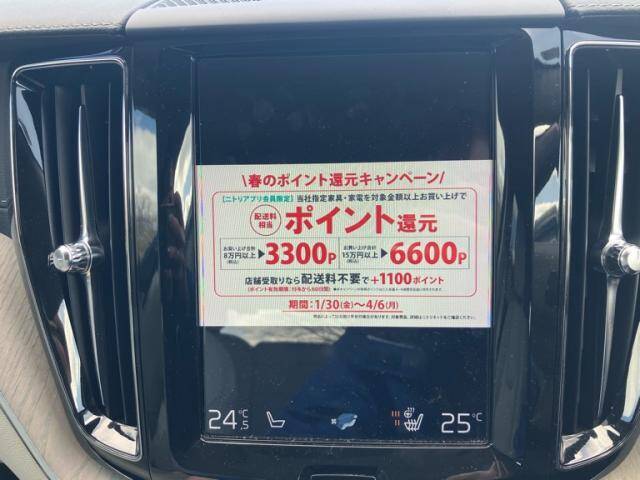 \春のポイント還元キャンペーン/
【ニトリアプリ会員限定】当社指定家具・家電を対象金額以上お買い上げで
配送料相当 ポイント還元
お買い上げ合計 8万円以上(税込) 3300P お買い上げ合計 15万円以上(税込) 6600P
店舗受取りなら配送料不要で+1100ポイント
期間:1/30(金)～4/6(月)
24.5℃ 25℃